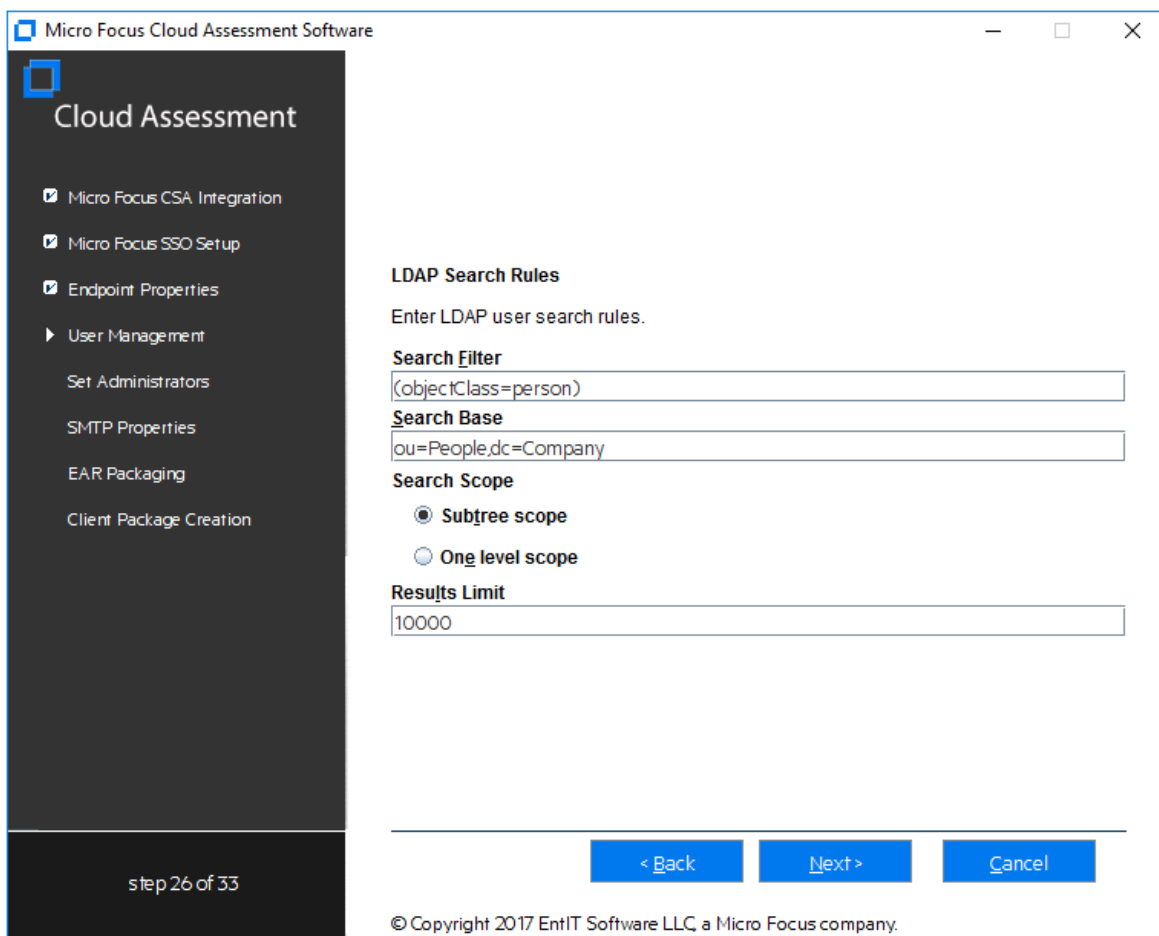 Micro Focus Cloud Assessment Software
Cloud Assessment
Micro Focus CSA Integration
Micro Focus SSO Setup
Endpoint Properties
User Management
Set Administrators
SMTP Properties
EAR Packaging
Client Package Creation
step 26 of 33
LDAP Search Rules
Enter LDAP user search rules.
Search Filter
(objectClass=person)
Search Base
ou=People,dc=Company
Search Scope
Subtree scope
One level scope
Results Limit
10000
< Back
Next >
Cancel
© Copyright 2017 EntIT Software LLC, a Micro Focus company.